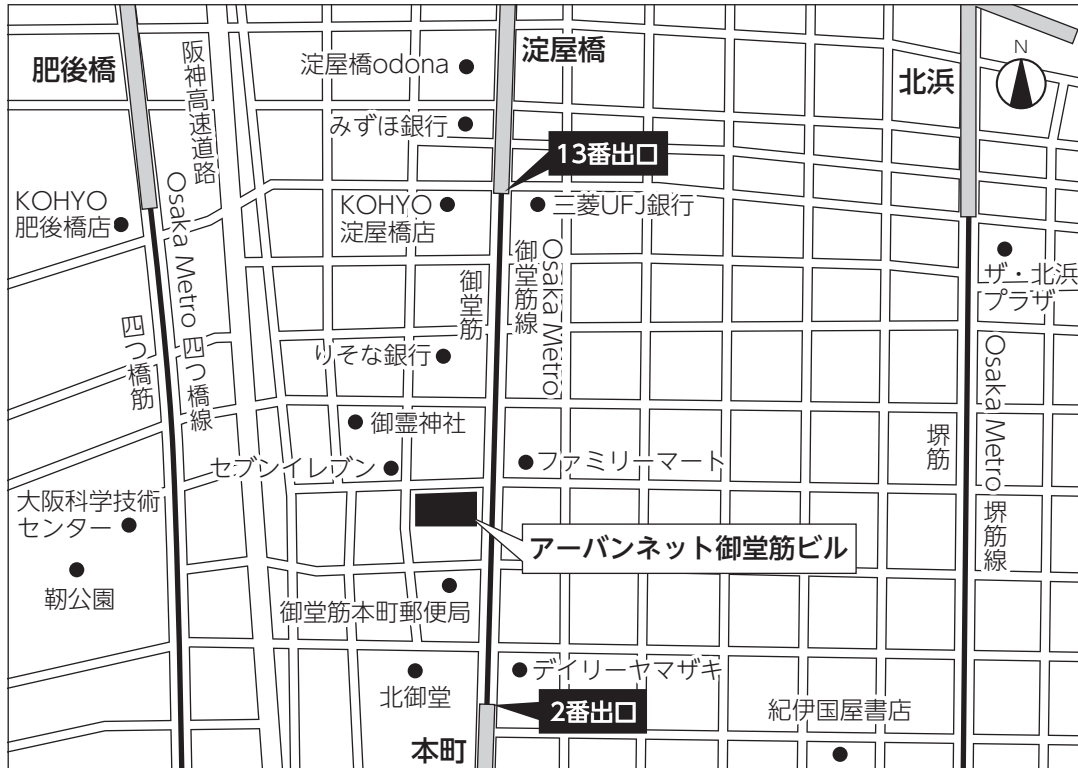 肥後橋
阪神高速道路
淀屋橋odona
淀屋橋
北浜
N
みずほ銀行
13番出口
KOHYO
肥後橋店
Osaka Metro 四つ橋線
KOHYO
淀屋橋店
三菱UFJ銀行
御堂筋
Osaka Metro
御堂筋線
ザ・北浜
プラザ
四つ橋筋
りそな銀行
Osaka Metro 堺筋線
御霊神社
堺筋
セブンイレブン
ファミリーマート
大阪科学技術
センター
アーバンネット御堂筋ビル
靭公園
御堂筋本町郵便局
北御堂
デイリーヤマザキ
2番出口
紀伊国屋書店
本町